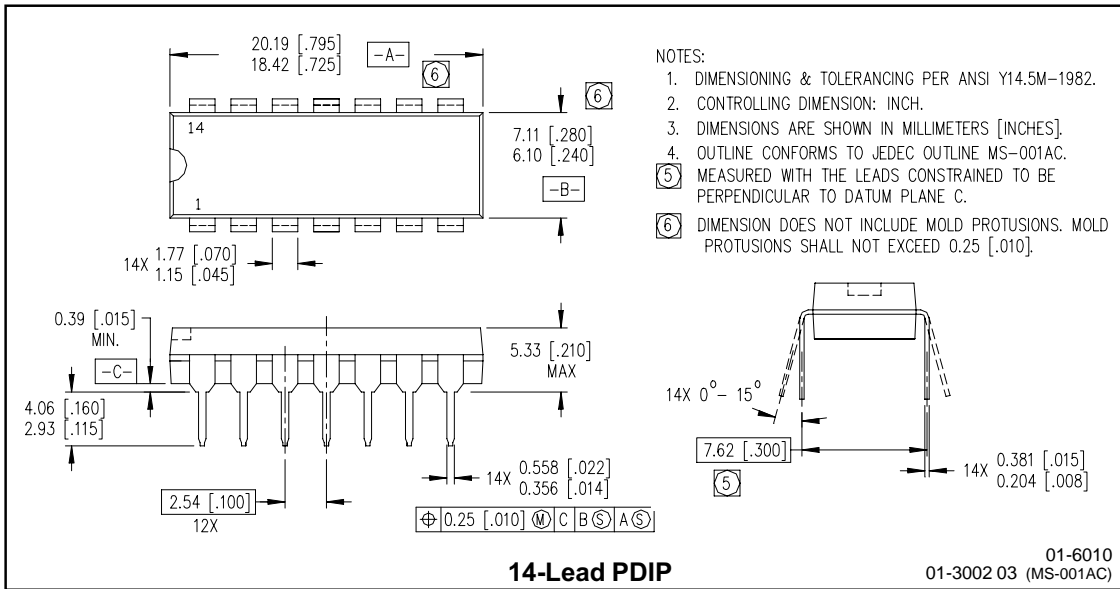 20.19 [.795]
18.42 [.725]
-A-
6
6
14
1
7.11 [.280]
6.10 [.240]
-B-
14X 1.77 [.070]
1.15 [.045]
NOTES:
1. DIMENSIONING & TOLERANCING PER ANSI Y14.5M-1982.
2. CONTROLLING DIMENSION: INCH.
3. DIMENSIONS ARE SHOWN IN MILLIMETERS [INCHES].
4. OUTLINE CONFORMS TO JEDEC OUTLINE MS-001AC.
5 MEASURED WITH THE LEADS CONSTRAINED TO BE
PERPENDICULAR TO DATUM PLANE C.
6 DIMENSION DOES NOT INCLUDE MOLD PROTUSIONS. MOLD
PROTUSIONS SHALL NOT EXCEED 0.25 [.010].
0.39 [.015]
MIN.
-C-
4.06 [.160]
2.93 [.115]
5.33 [.210]
MAX
2.54 [.100]
12X
14X 0.558 [.022]
0.356 [.014]
⌖ 0.25 [.010] Ⓜ C B Ⓢ A Ⓢ
14X 0° - 15°
7.62 [.300]
5
14X 0.381 [.015]
0.204 [.008]
14-Lead PDIP
01-6010
01-3002 03 (MS-001AC)